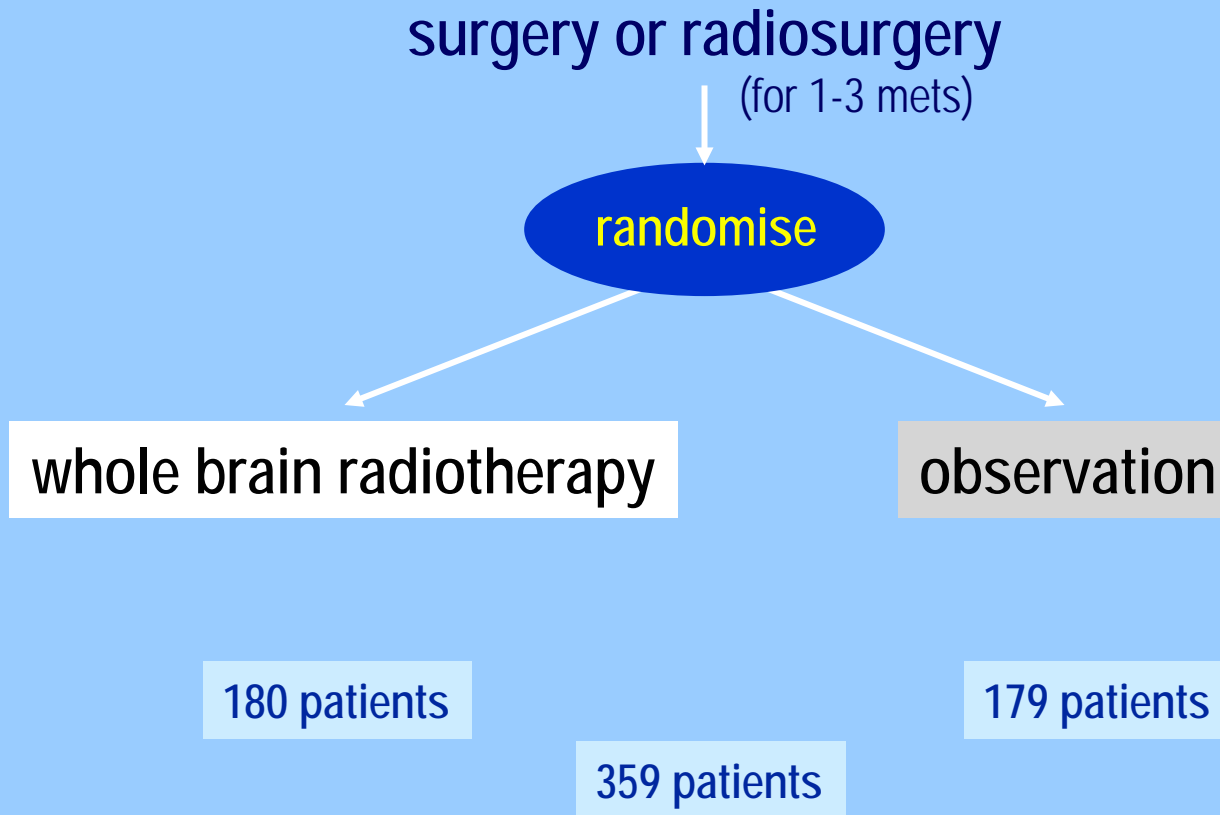 surgery or radiosurgery
(for 1-3 mets)
randomise
whole brain radiotherapy
observation
180 patients
179 patients
359 patients